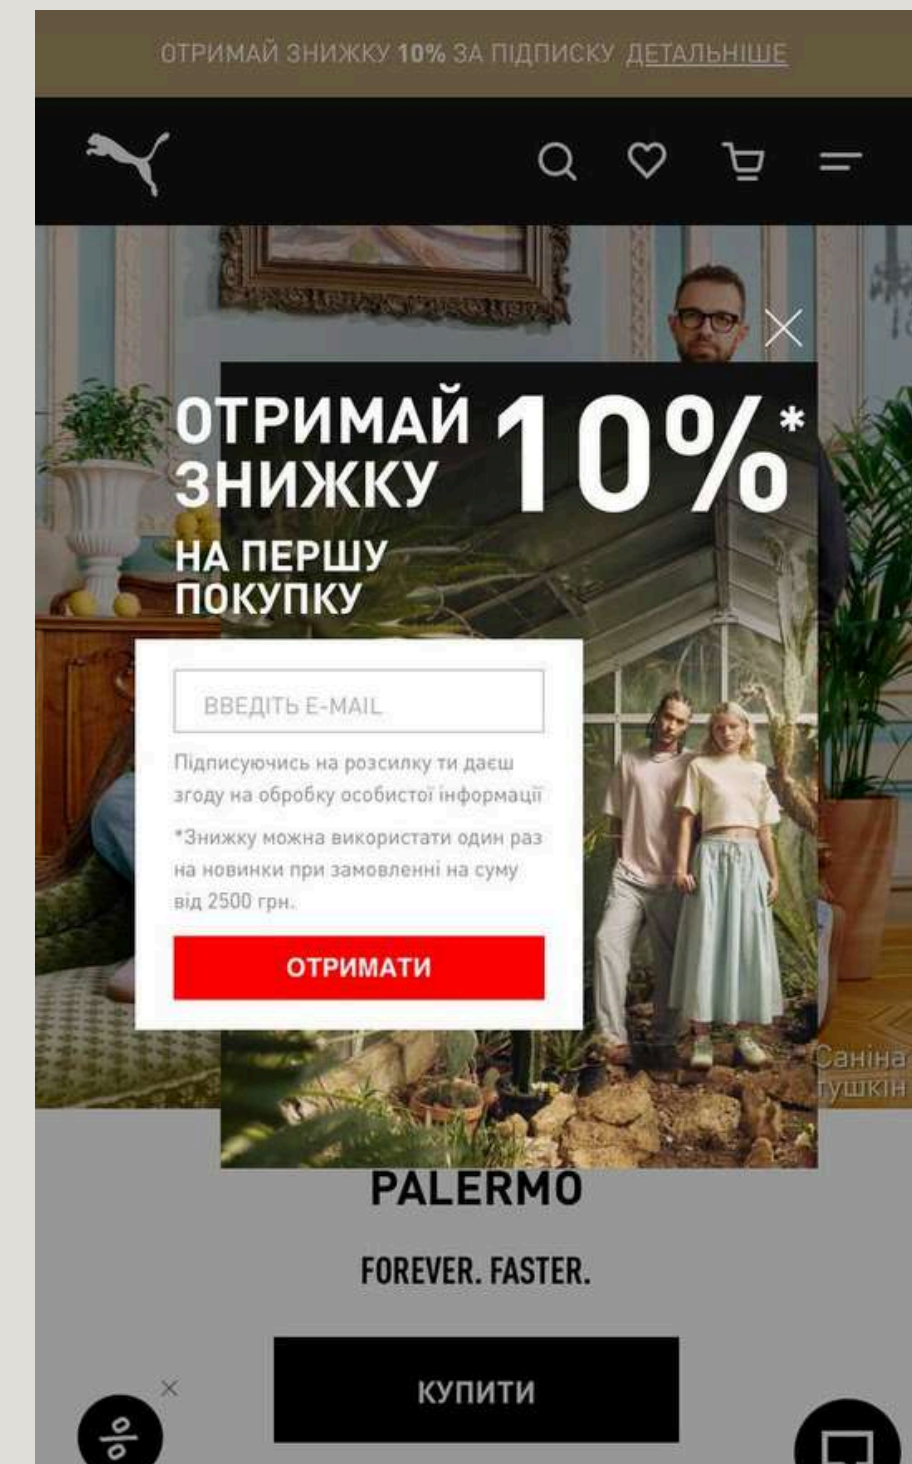 ОТРИМАЙ ЗНИЖКУ 10% ЗА ПІДПИСКУ ДЕТАЛЬНІШЕ
ОТРИМАЙ 10%*
ЗНИЖКУ
НА ПЕРШУ
ПОКУПКУ
ВВЕДІТЬ E-MAIL
Підписуючись на розсилку ти даєш
згоду на обробку особистої інформації
*Знижку можна використати один раз
на новинки при замовленні на суму
від 2500 грн.
ОТРИМАТИ
Саніна
PALERMO
FOREVER. FASTER.
КУПИТИ
%